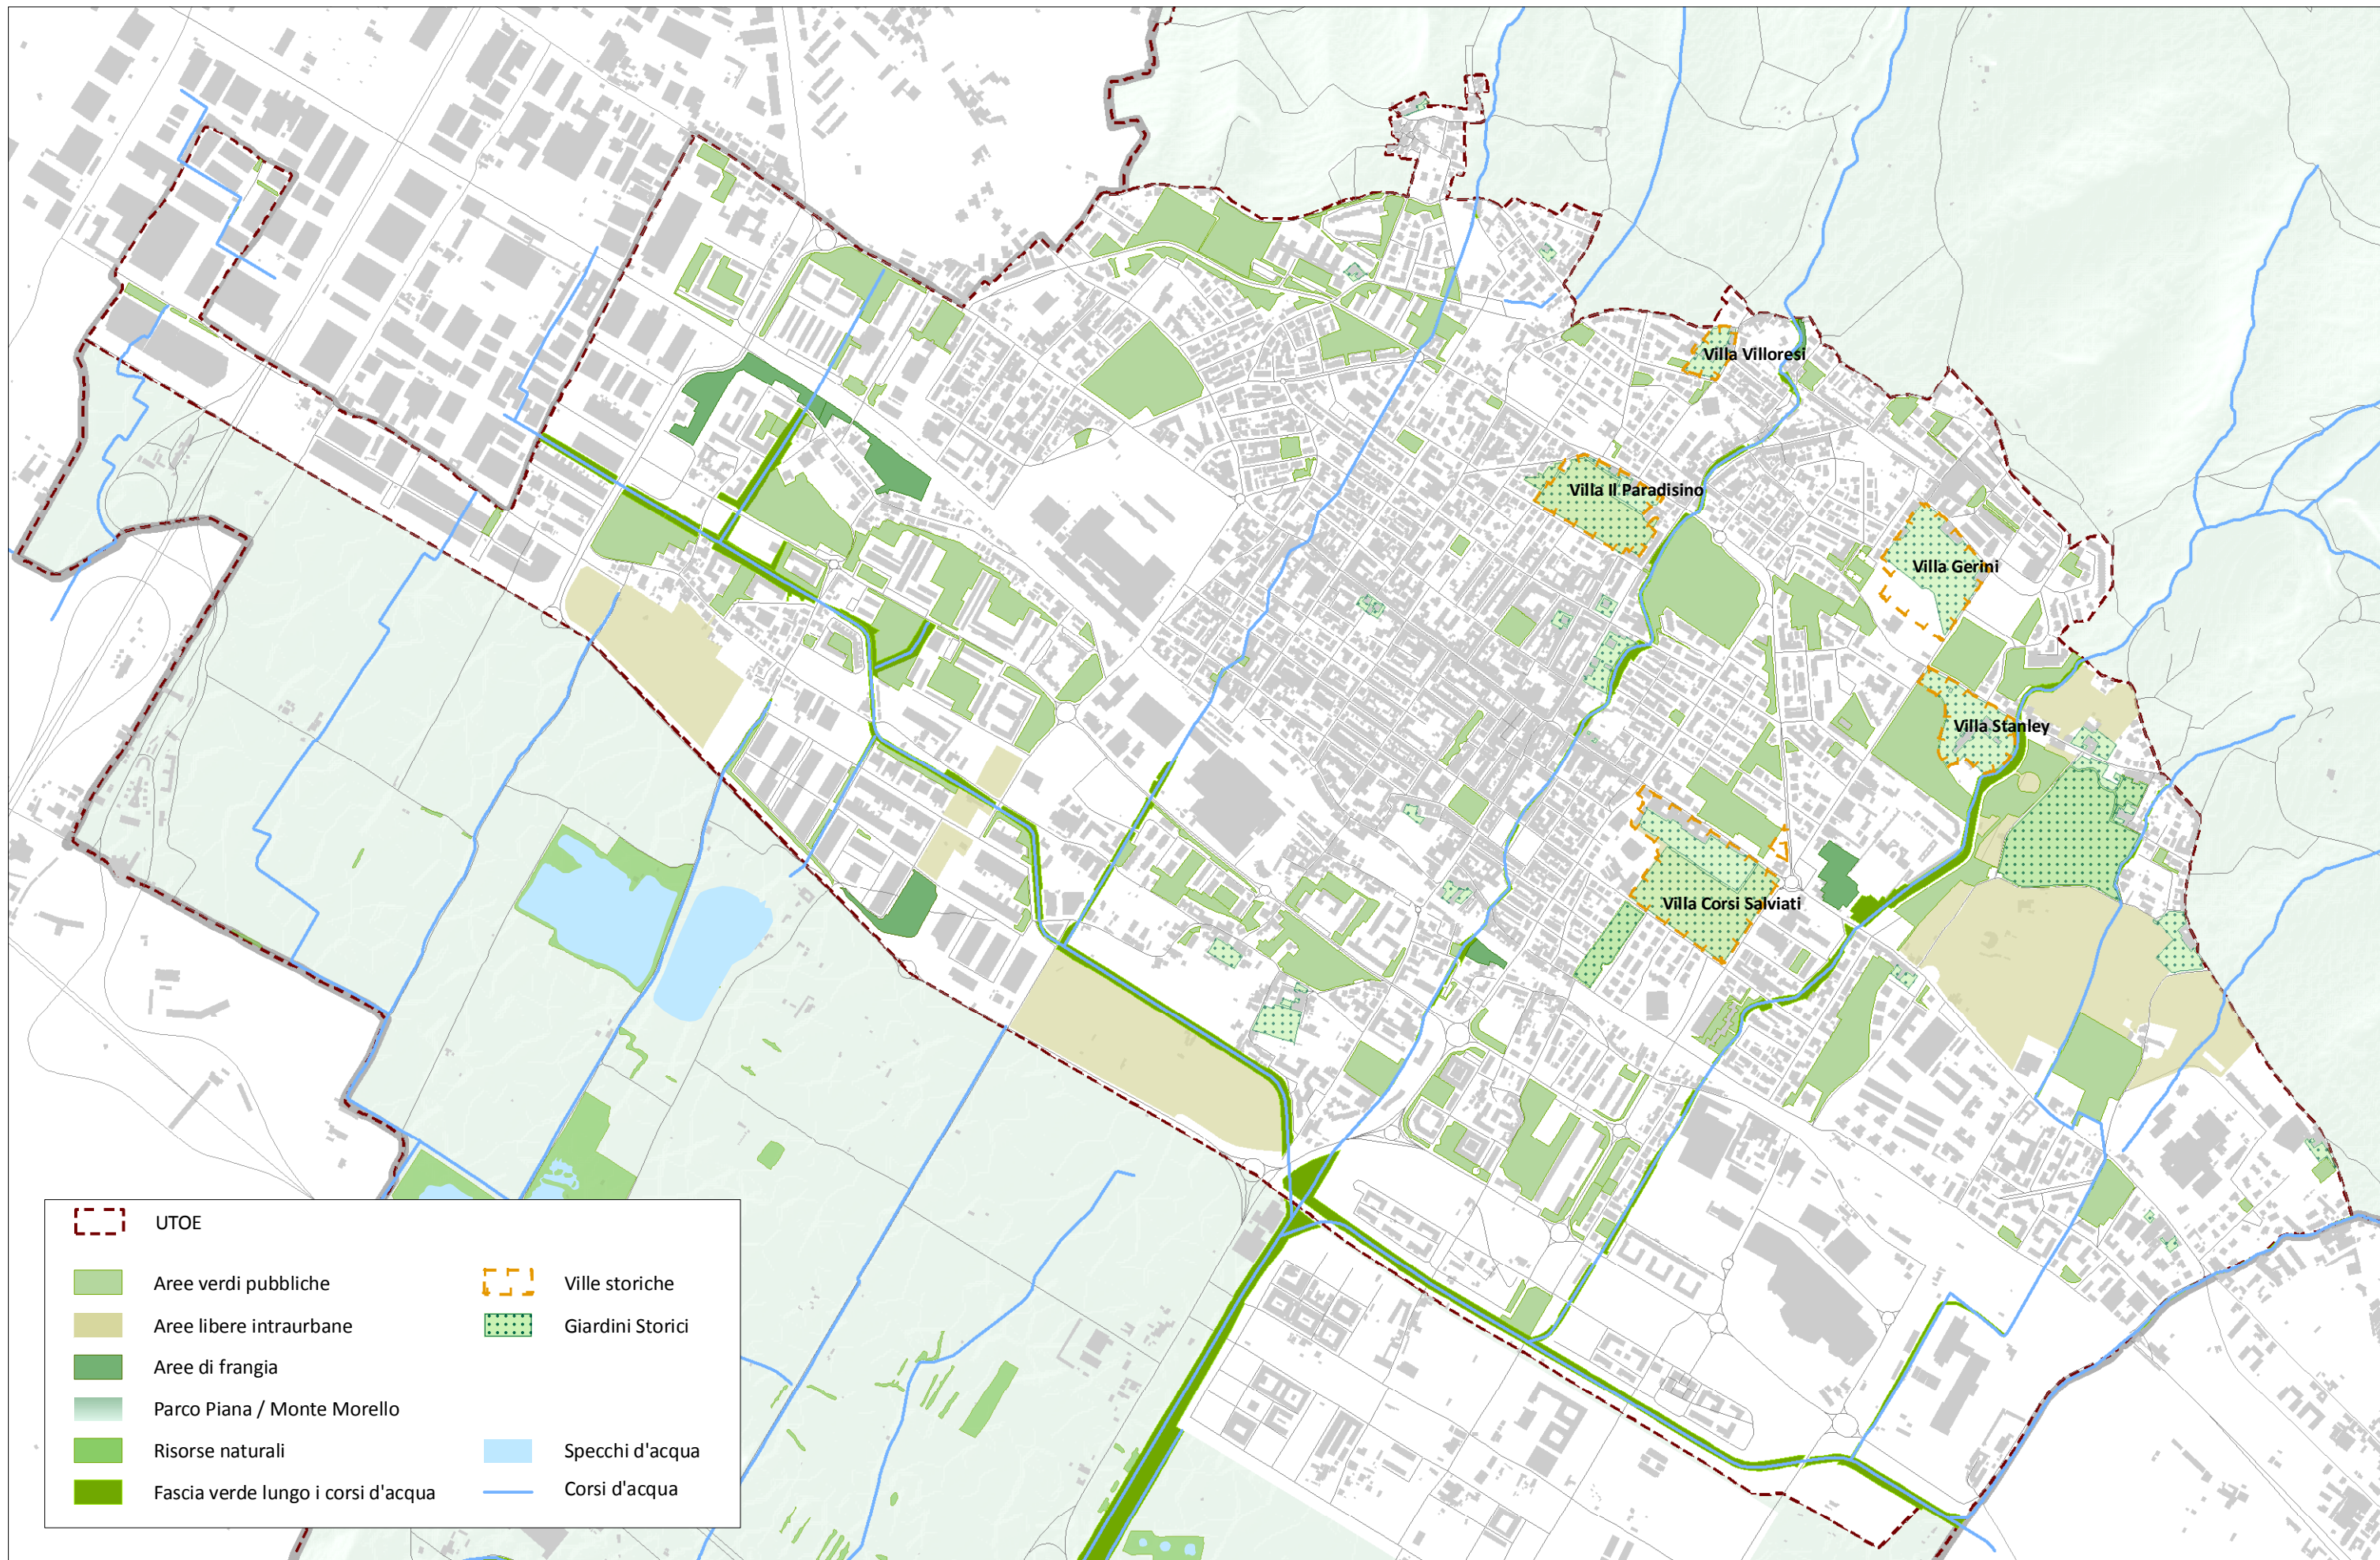 Villa Villoresi
Villa Il Paradisino
Villa Gerini
Villa Stanley
Villa Corsi Salviati
UTOE
Aree verdi pubbliche
Aree libere intraurbane
Aree di frangia
Parco Piana / Monte Morello
Risorse naturali
Fascia verde lungo i corsi d'acqua
Ville storiche
Giardini Storici
Specchi d'acqua
Corsi d'acqua